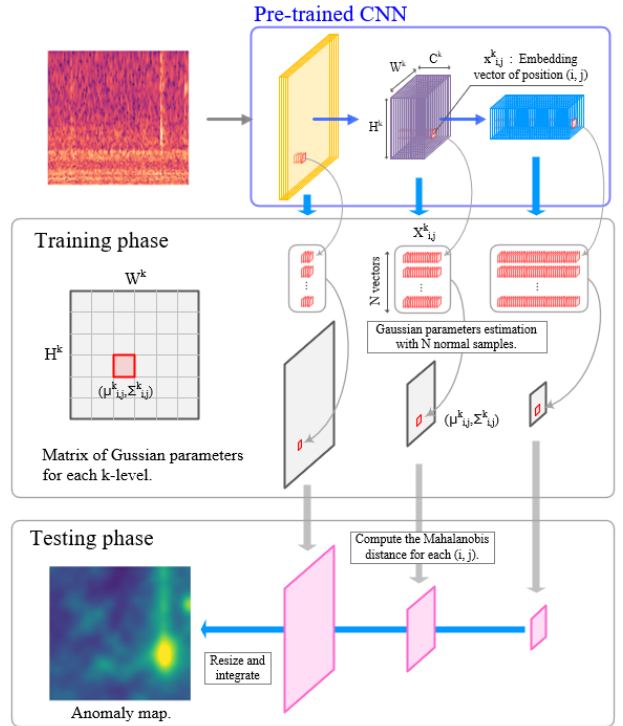 Pre-trained CNN
W^k
C^k
H^k
x^k_{i,j} : Embedding
vector of position (i, j)
Training phase
W^k
H^k
(μ^k_{i,j},Σ^k_{i,j})
Matrix of Gussian parameters
for each k-level.
X^k_{i,j}
N vectors
⋮
⋮
⋮
Gaussian parameters estimation
with N normal samples.
(μ^k_{i,j},Σ^k_{i,j})
Testing phase
Compute the Mahalanobis
distance for each (i, j).
Resize and
integrate
Anomaly map.